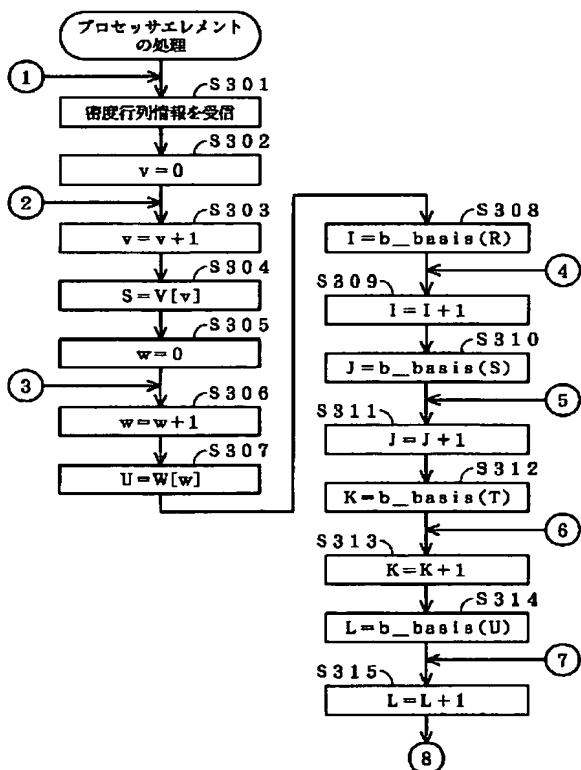 プロセッサエレメント
の処理
1
S301
密度行列情報を受信
S302
v=0
2
S303
v=v+1
S304
S=V[v]
S305
w=0
3
S306
w=w+1
S307
U=W[w]
S308
I=b_basis(R)
4
S309
I=I+1
S310
J=b_basis(S)
5
S311
J=J+1
S312
K=b_basis(T)
6
S313
K=K+1
S314
L=b_basis(U)
7
S315
L=L+1
8